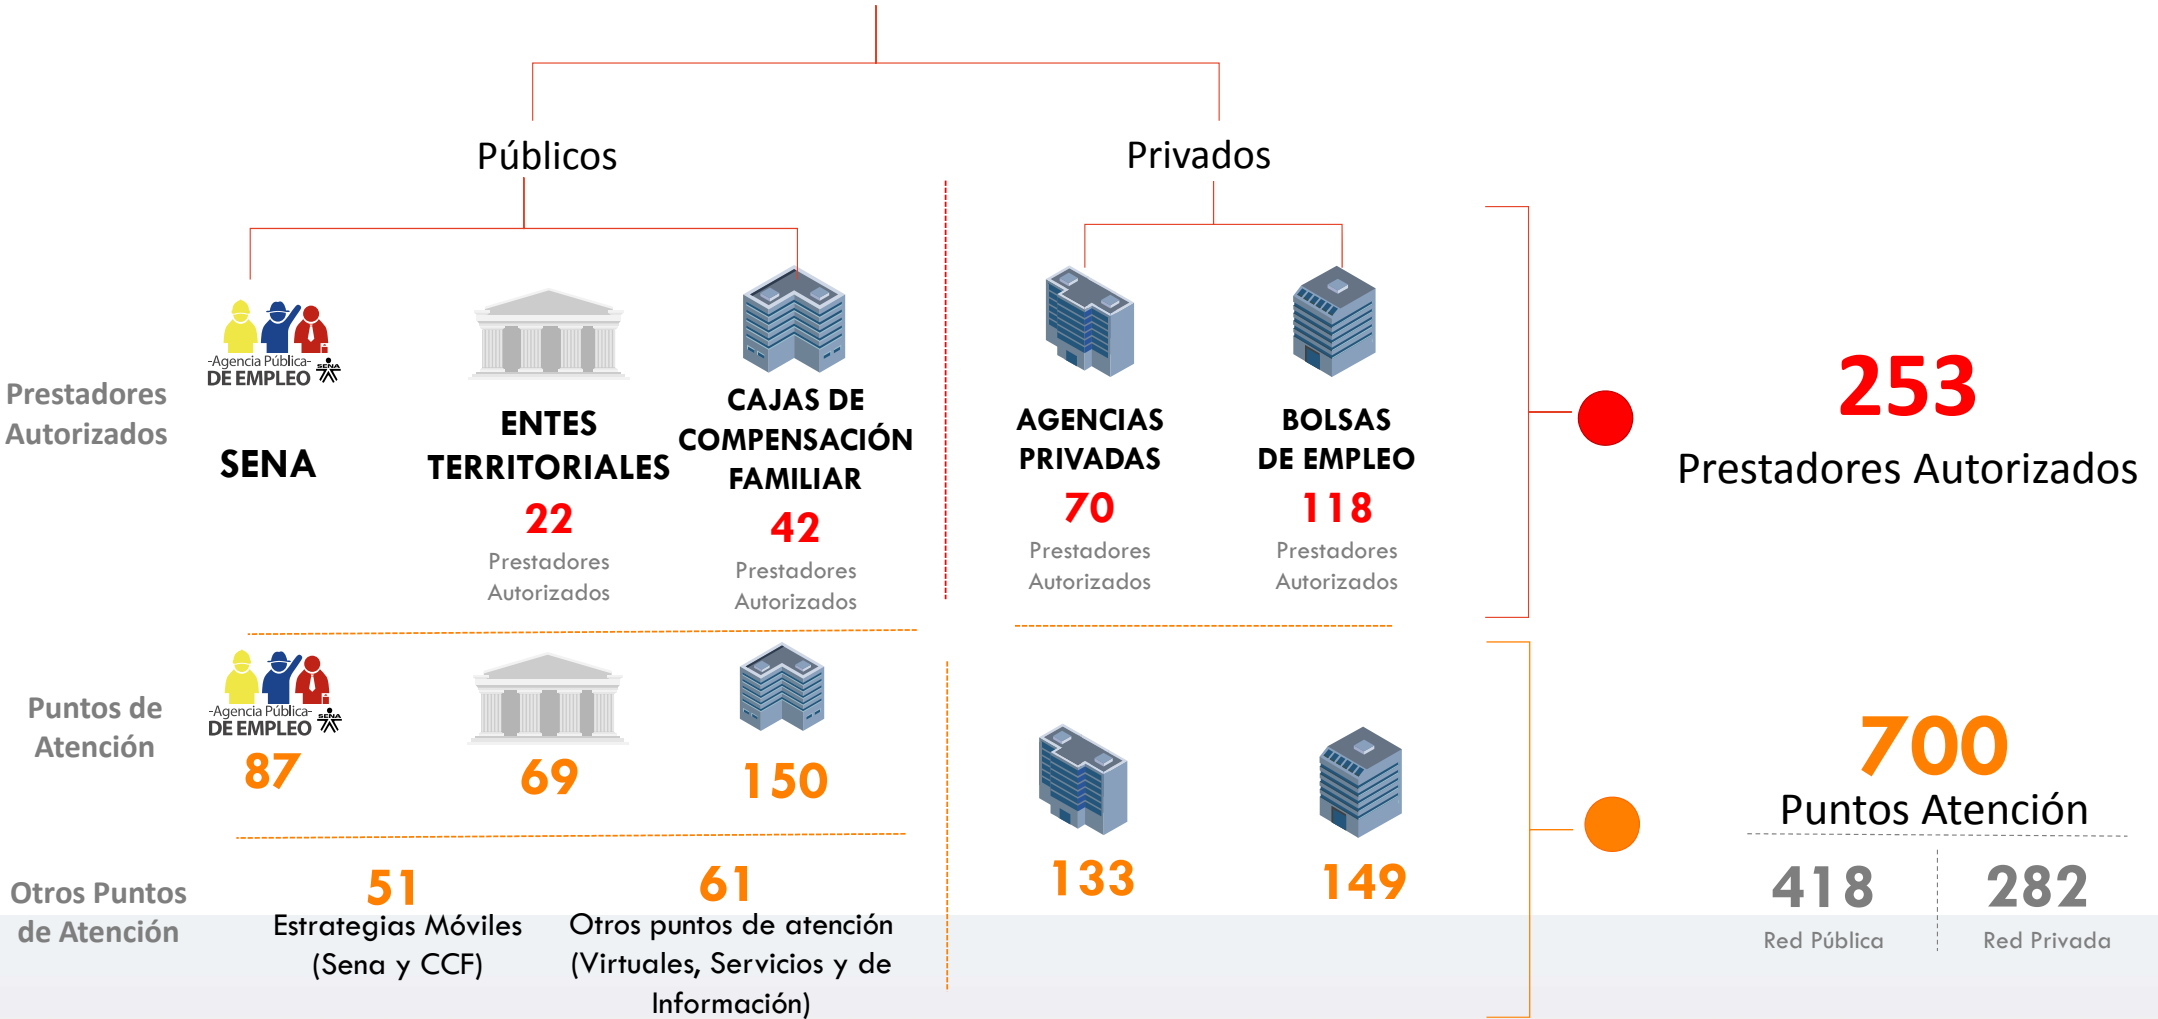 Públicos
Privados
Prestadores
Autorizados
-Agencia Pública-
DE EMPLEO
SENA
SENA
ENTES
TERRITORIALES
22
Prestadores
Autorizados
CAJAS DE
COMPENSACIÓN
FAMILIAR
42
Prestadores
Autorizados
AGENCIAS
PRIVADAS
70
Prestadores
Autorizados
BOLSAS
DE EMPLEO
118
Prestadores
Autorizados
253
Prestadores Autorizados
Puntos de
Atención
-Agencia Pública-
DE EMPLEO
SENA
87
69
150
133
149
700
Puntos Atención
418
Red Pública
282
Red Privada
Otros Puntos
de Atención
51
Estrategias Móviles
(Sena y CCF)
61
Otros puntos de atención
(Virtuales, Servicios y de
Información)